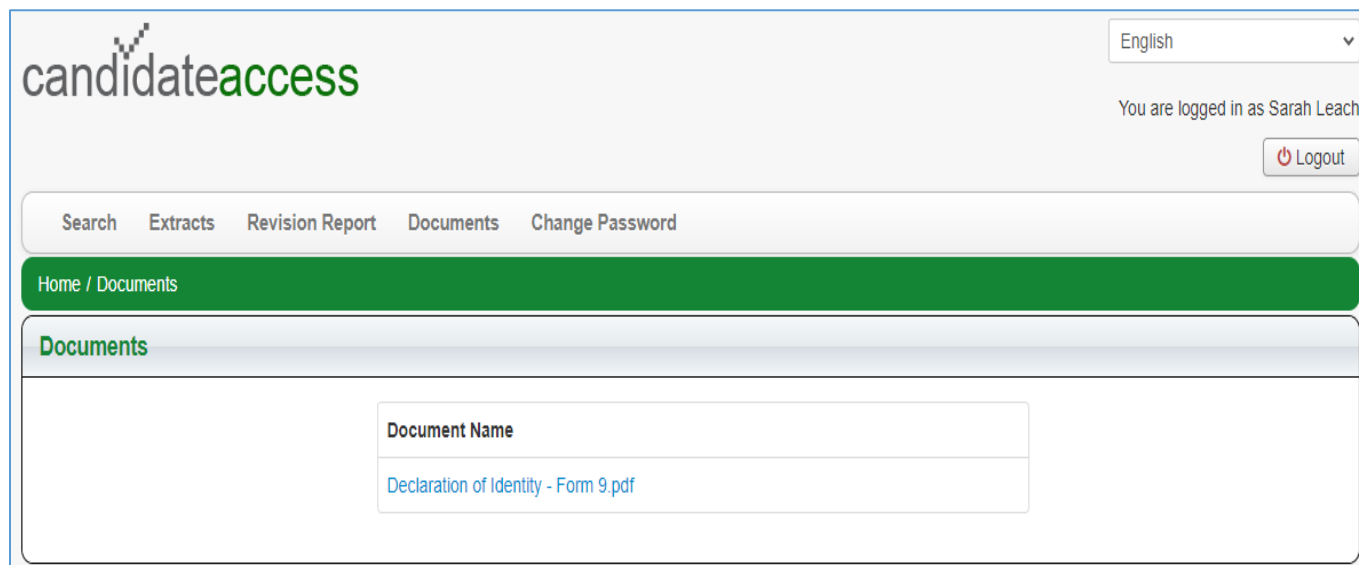 candidateaccess
English
You are logged in as Sarah Leach
Logout
Search Extracts Revision Report Documents Change Password
Home / Documents
Documents
Document Name
Declaration of Identity - Form 9.pdf